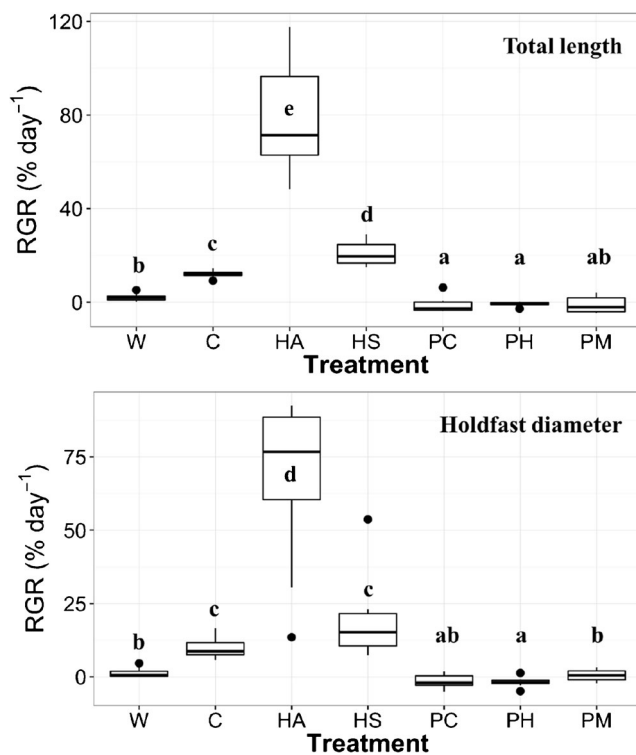 120
Total length
RGR (% day⁻¹)
80
e
40
d
c
b
a
a
ab
0
W C HA HS PC PH PM
Treatment
Holdfast diameter
RGR (% day⁻¹)
75
d
50
25
c
c
b
ab
a
b
0
W C HA HS PC PH PM
Treatment